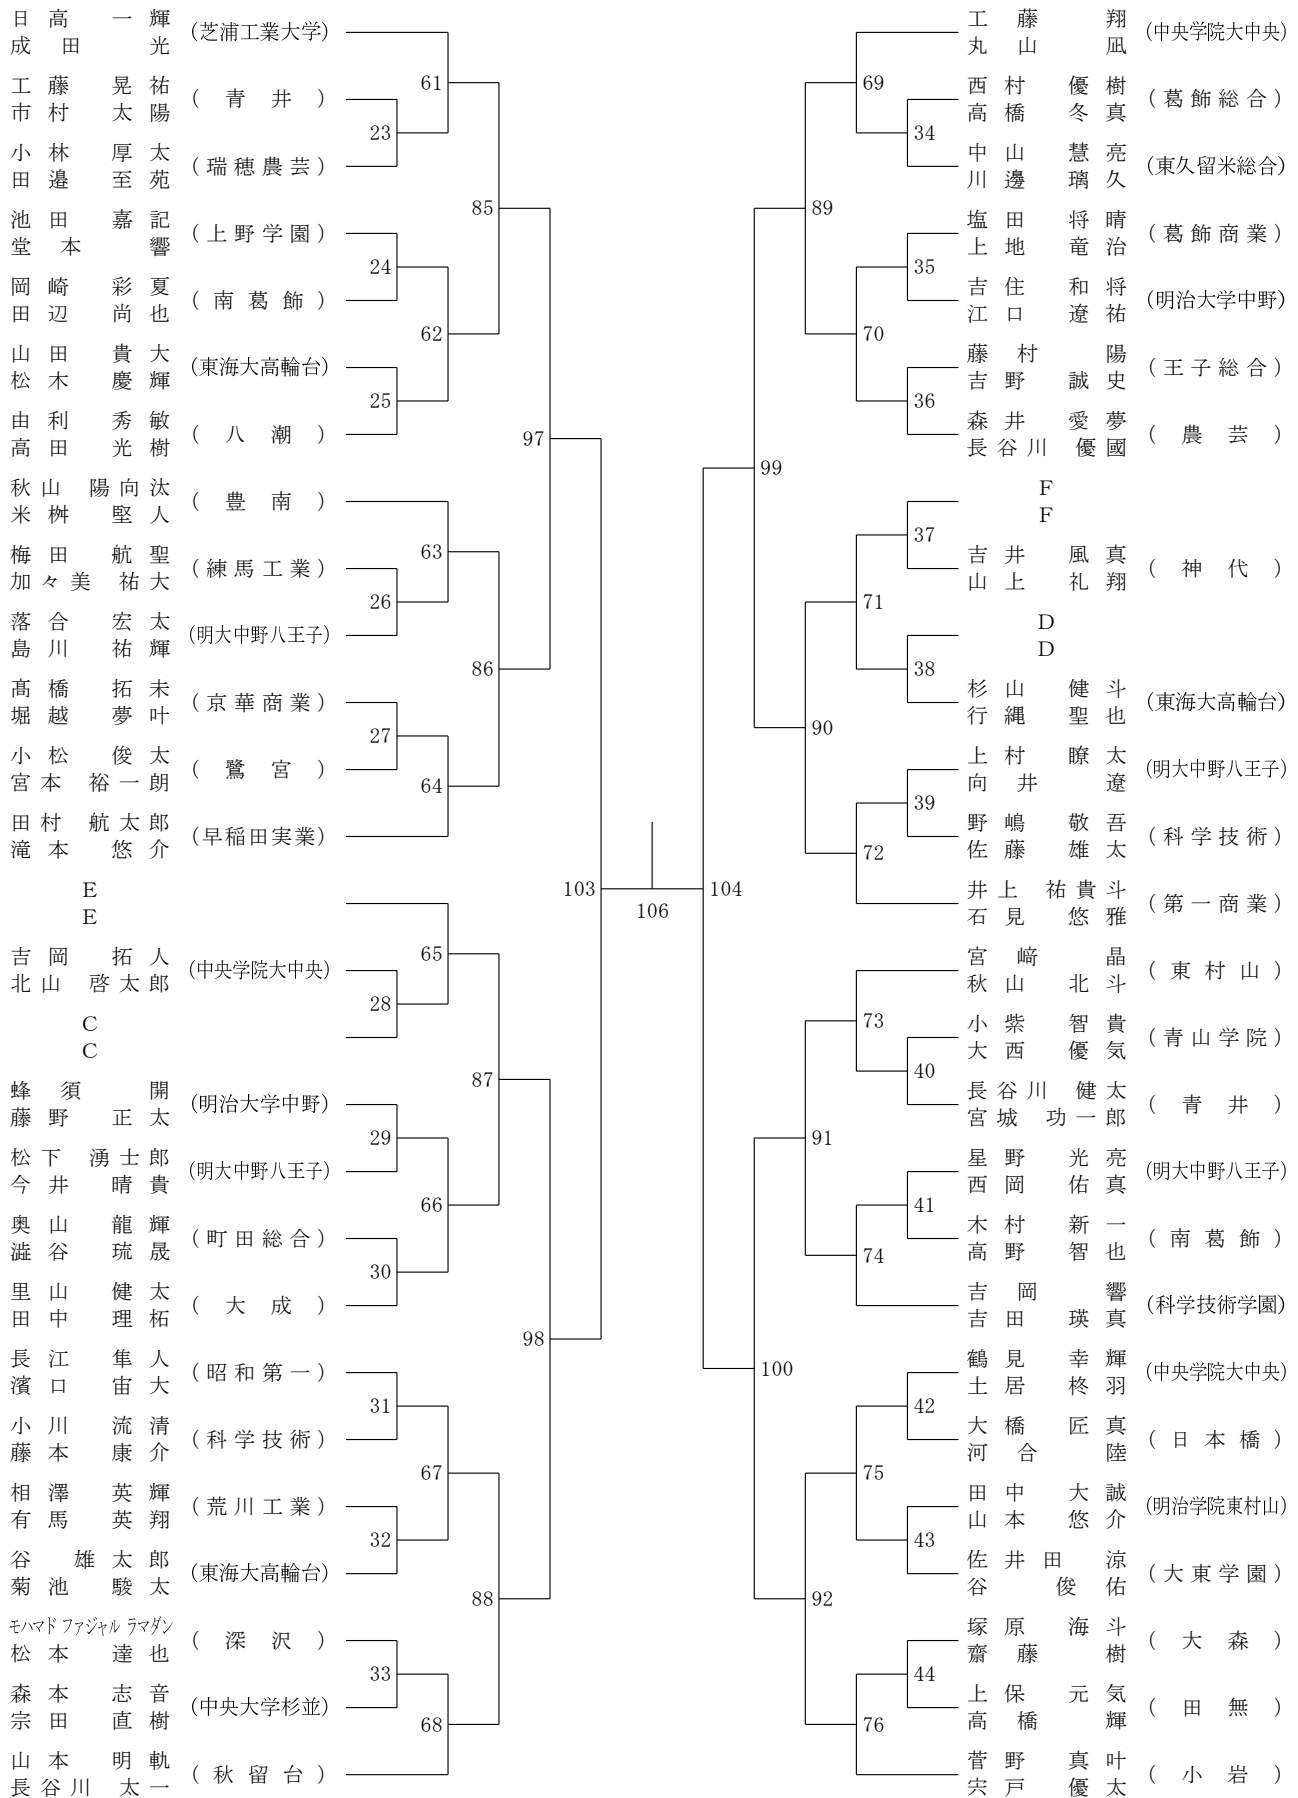 日高 一輝
成田 光
(芝浦工業大学)
工藤 晃祐
市村 太陽
(青井)
小林 厚太
田邉 至苑
(瑞穂農芸)
池田 嘉記
堂本 響
(上野学園)
岡崎 彩夏
田辺 尚也
(南葛飾)
山田 貴大
松木 慶輝
(東海大高輪台)
由利 秀敏
高田 光樹
(八潮)
秋山 陽向汰
米桝 堅人
(豊南)
梅田 航聖
加々美 祐大
(練馬工業)
落合 宏太
島川 祐輝
(明大中野八王子)
髙橋 拓未
堀越 夢叶
(京華商業)
小松 俊太
宮本 裕一朗
(鷺宮)
田村 航太郎
滝本 悠介
(早稲田実業)
E
E
吉岡 拓人
北山 啓太郎
(中央学院大中央)
C
C
蜂須 開
藤野 正太
(明治大学中野)
松下 湧士郎
今井 晴貴
(明大中野八王子)
奥山 龍輝
澁谷 琉晟
(町田総合)
里山 健太
田中 理柘
(大成)
長江 隼人
濱口 宙大
(昭和第一)
小川 流清
藤本 康介
(科学技術)
相澤 英輝
有馬 英翔
(荒川工業)
谷 雄太郎
菊池 駿太
(東海大高輪台)
モハマド ファジャル ラマダン
松本 達也
(深沢)
森本 志音
宗田 直樹
(中央大学杉並)
山本 明軌
長谷川 太一
(秋留台)
23
24
25
26
27
28
29
30
31
32
33
61
62
63
64
65
66
67
68
85
86
87
88
97
98
103
106
104
99
100
89
90
91
92
69
70
71
72
73
74
75
76
34
35
36
37
38
39
40
41
42
43
44
工藤 翔
丸山 凪
(中央学院大中央)
西村 優樹
高橋 冬真
(葛飾総合)
中山 慧亮
川邊 璃久
(東久留米総合)
塩田 将晴
上地 竜治
(葛飾商業)
吉住 和将
江口 遼祐
(明治大学中野)
藤村 陽
吉野 誠史
(王子総合)
森井 愛夢
長谷川 優國
(農芸)
F
F
吉井 風真
山上 礼翔
(神代)
D
D
杉山 健斗
行縄 聖也
(東海大高輪台)
上村 瞭太
向井 遼
(明大中野八王子)
野嶋 敬吾
佐藤 雄太
(科学技術)
井上 祐貴斗
石見 悠雅
(第一商業)
宮﨑 晶
秋山 北斗
(東村山)
小紫 智貴
大西 優気
(青山学院)
長谷川 健太
宮城 功一郎
(青井)
星野 光亮
西岡 佑真
(明大中野八王子)
木村 新一
高野 智也
(南葛飾)
吉岡 響
吉田 瑛真
(科学技術学園)
鶴見 幸輝
土居 柊羽
(中央学院大中央)
大橋 匠真
河合 陸
(日本橋)
田中 大誠
山本 悠介
(明治学院東村山)
佐井田 涼
谷 俊佑
(大東学園)
塚原 海斗
齋藤 樹
(大森)
上保 元気
高橋 輝
(田無)
菅野 真叶
宍戸 優太
(小岩)